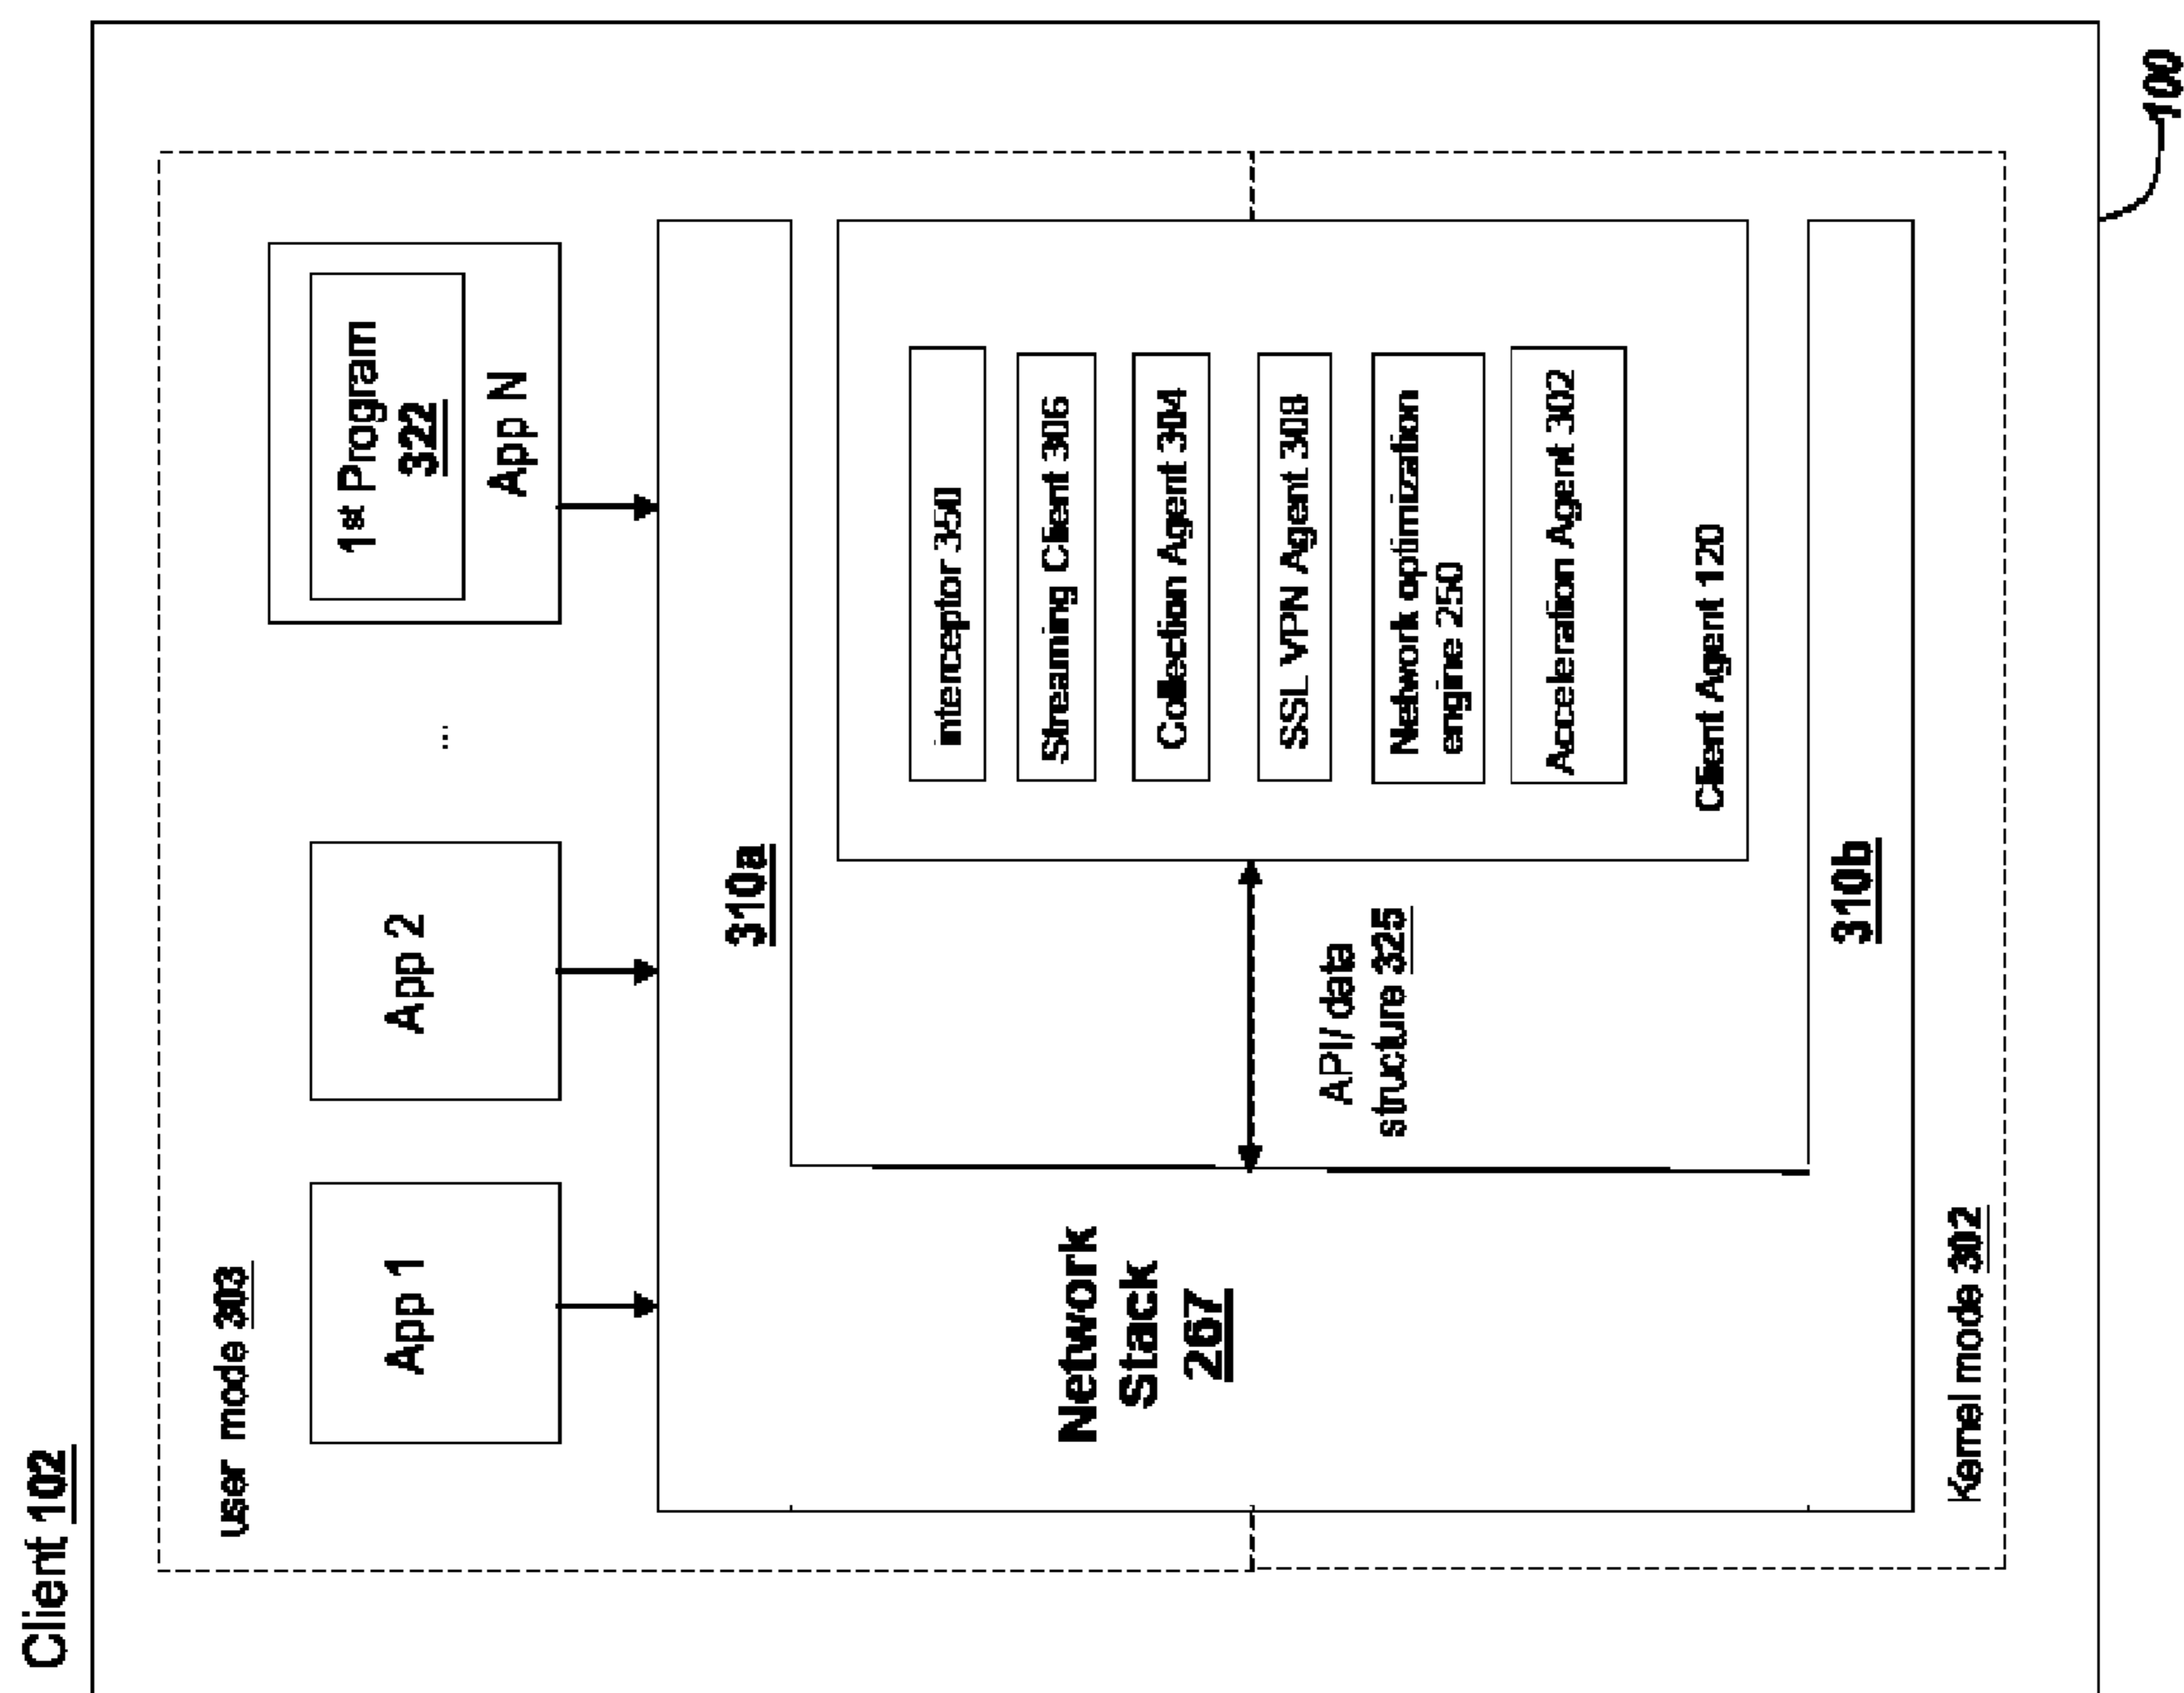 Client 102
user mode 303
App 1
App 2
...
1st Program
322
App N
310a
Network
Stack
267
API/ data
structure 325
interceptor 350
Streaming Client 306
Collection Agent 304
SSL VPN Agent 308
Network optimization
engine 250
Acceleration Agent 302
Client Agent 120
310b
Kernel mode 302
100